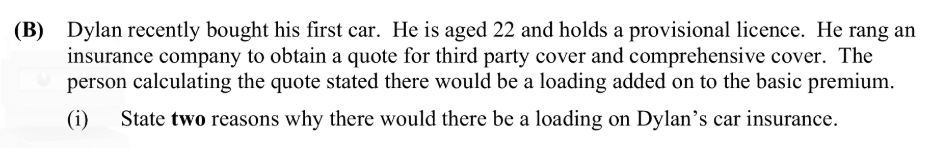 (B) Dylan recently bought his first car. He is aged 22 and holds a provisional licence. He rang an
insurance company to obtain a quote for third party cover and comprehensive cover. The
person calculating the quote stated there would be a loading added on to the basic premium.
(i) State two reasons why there would there be a loading on Dylan's car insurance.